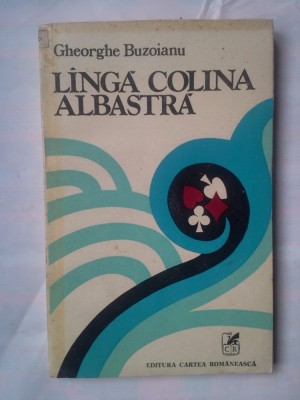 Gheorghe Buzoianu
LÎNGĂ COLINA
ALBASTRĂ
C R
EDITURA CARTEA ROMÂNEASCĂ